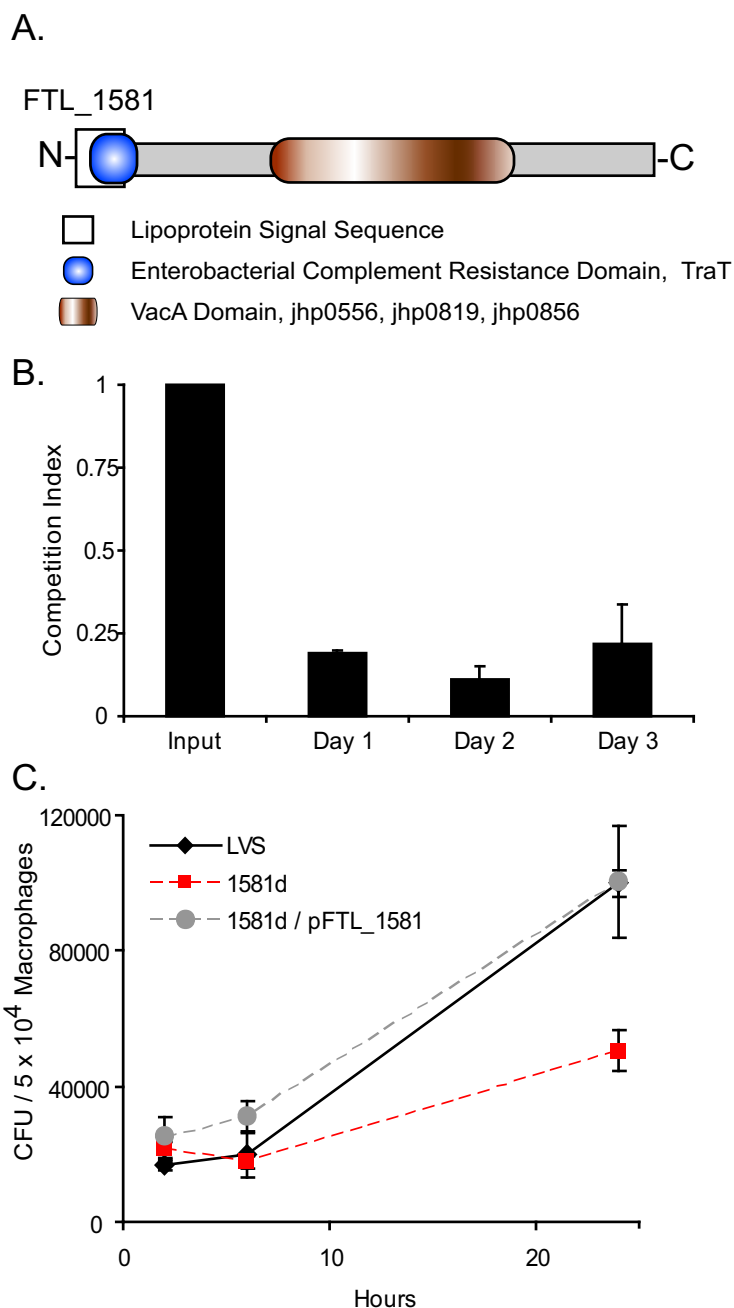 A.
FTL_1581
N- -C
Lipoprotein Signal Sequence
Enterobacterial Complement Resistance Domain, TraT
VacA Domain, jhp0556, jhp0819, jhp0856
B.
Competition Index
1
0.75
0.5
0.25
0
Input Day 1 Day 2 Day 3
C.
CFU / 5 x 10⁴ Macrophages
120000
80000
40000
0
LVS
1581d
1581d / pFTL_1581
0 10 20
Hours